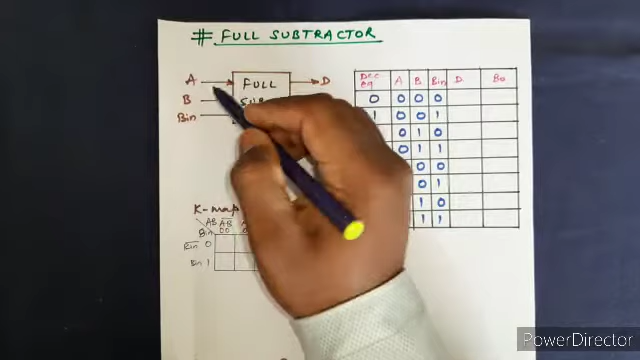 # FULL SUBTRACTOR
A FULL D
B SUB
Bin
Dec eq A B Bin D Bo
0 0 0 0
1 0 0 1
0 1 0
0 1 1
0 0
0 1
1 0
1 1
K-map
AB
Bin 00 0
Bin 0
Bin 1
PowerDirector